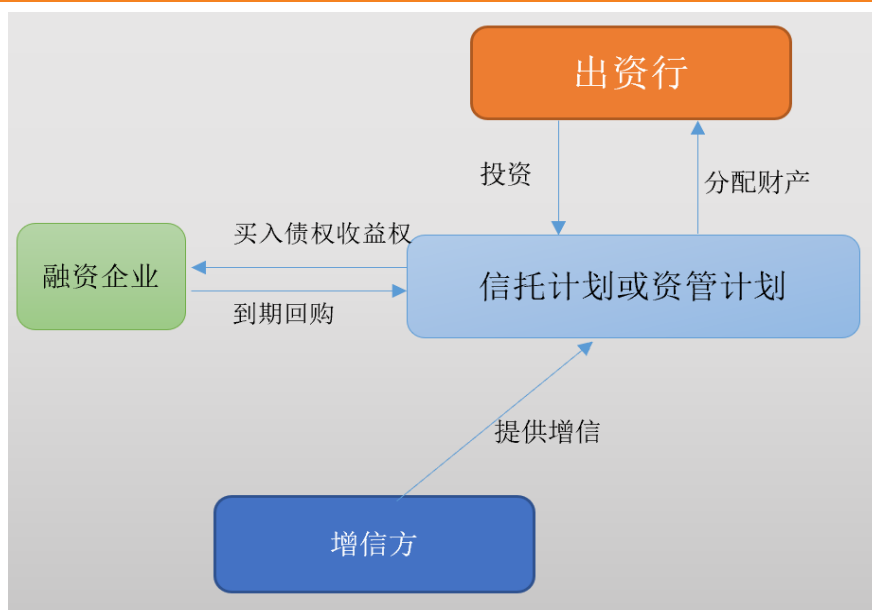 出资行
投资
分配财产
买入债权收益权
融资企业
信托计划或资管计划
到期回购
提供增信
增信方